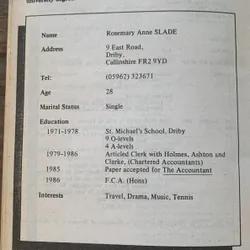 Name Rosemary Anne SLADE
Address 9 East Road,
Driby,
Collinshire FR2 9YD
Tel: (05962) 323671
Age 28
Marital Status Single
Education
1971-1978 St. Michael's School, Driby
9 O-levels
4 A-levels
1979-1986 Articled Clerk with Holmes, Ashton and
Clarke, (Chartered Accountants)
1985 Paper accepted for The Accountant
1986 F.C.A. (Hons)
Interests Travel, Drama, Music, Tennis